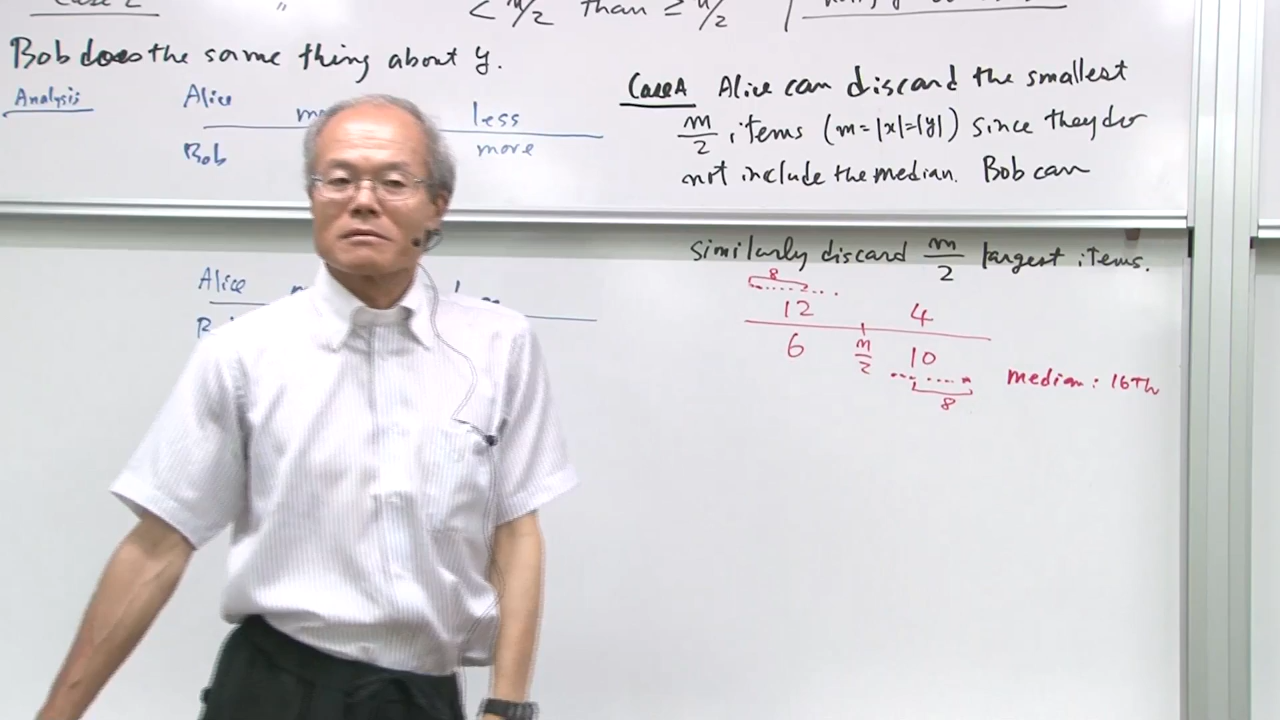 Case 2 "
< n/2 than ≥ n/2
Bob does the same thing about y.
Analysis
Alice less
Bob more
Case A Alice can discard the smallest
m/2 items (m=|x|=|y|) since they do
not include the median. Bob can
similarly discard m/2 largest items.
Alice
8
12 4
6 m/2 10
median : 16th
8